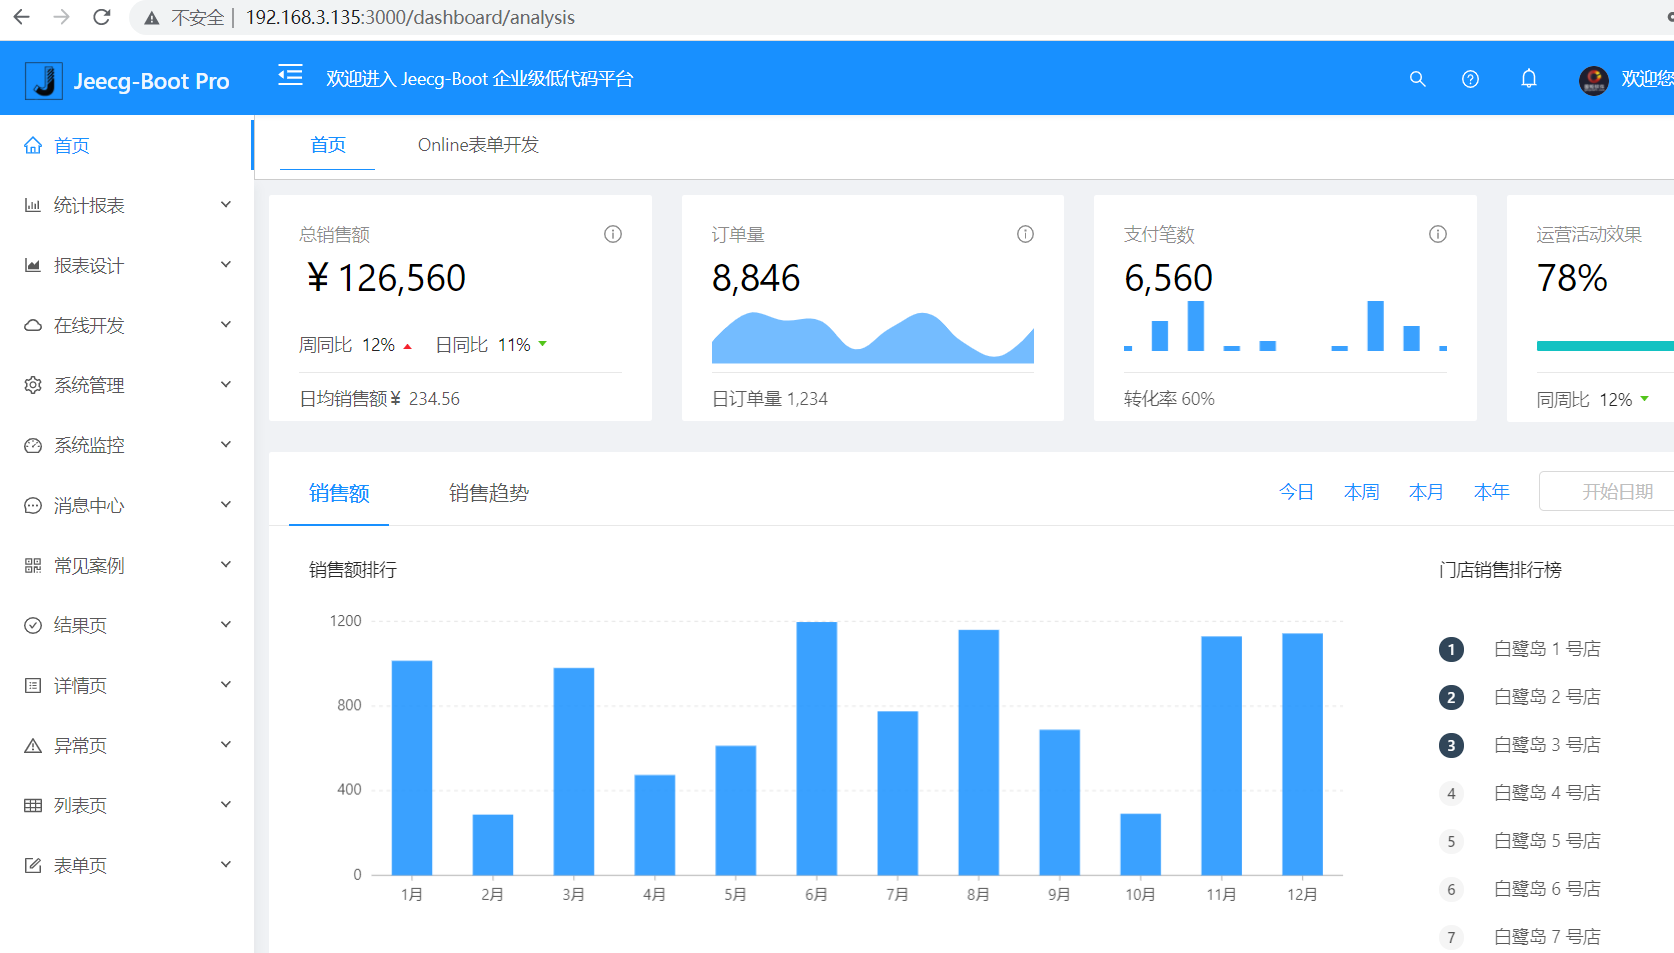 不安全 | 192.168.3.135:3000/dashboard/analysis
Jeecg-Boot Pro
欢迎进入 Jeecg-Boot 企业级低代码平台
欢迎您
首页
统计报表
报表设计
在线开发
系统管理
系统监控
消息中心
常见案例
结果页
详情页
异常页
列表页
表单页
首页 Online表单开发
总销售额
¥ 126,560
周同比 12% 日同比 11%
日均销售额¥ 234.56
订单量
8,846
日订单量 1,234
支付笔数
6,560
转化率 60%
运营活动效果
78%
同周比 12%
销售额 销售趋势 今日 本周 本月 本年 开始日期
销售额排行
1200
800
400
0
1月 2月 3月 4月 5月 6月 7月 8月 9月 10月 11月 12月
门店销售排行榜
1 白鹭岛 1 号店
2 白鹭岛 2 号店
3 白鹭岛 3 号店
4 白鹭岛 4 号店
5 白鹭岛 5 号店
6 白鹭岛 6 号店
7 白鹭岛 7 号店